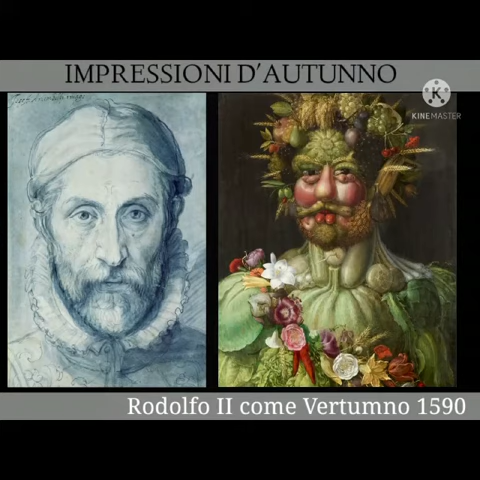 IMPRESSIONI D'AUTUNNO
KINEMASTER
Rodolfo II come Vertumno 1590